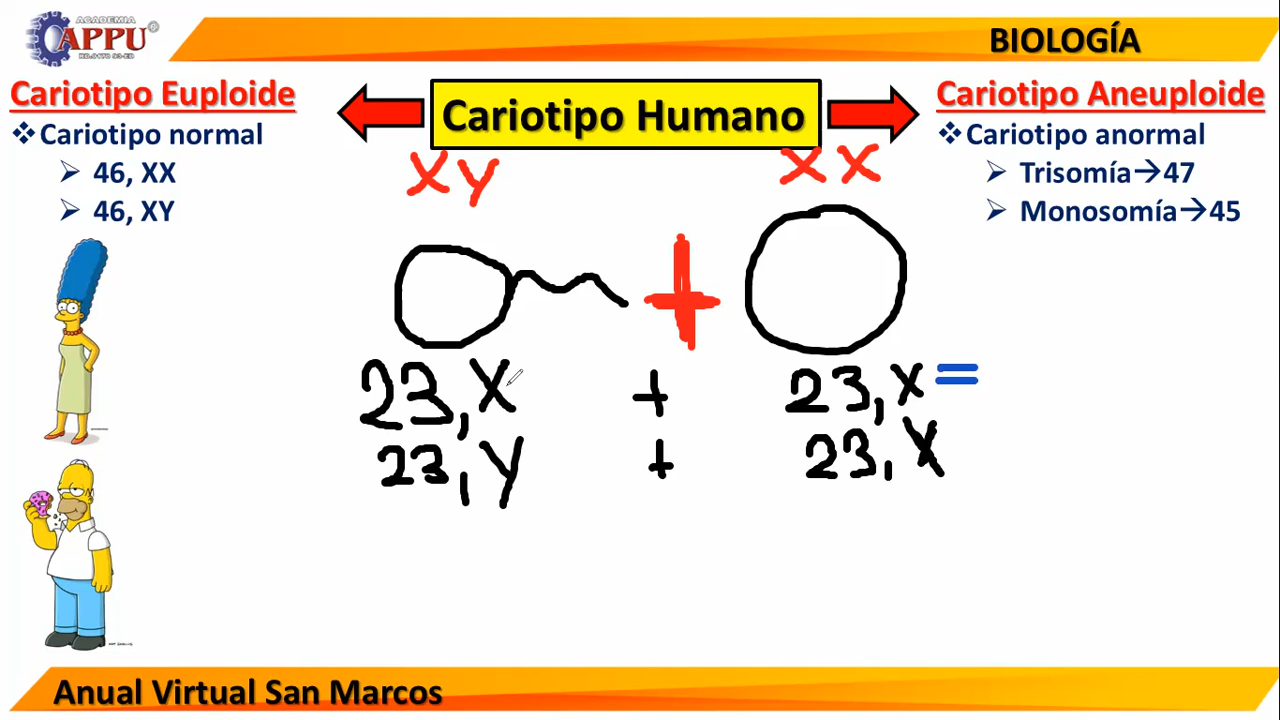 ACADEMIA
APPU
BIOLOGÍA
Cariotipo Euploide
Cariotipo Humano
Cariotipo Aneuploide
❖Cariotipo normal
➢ 46, XX
➢ 46, XY
❖ Cariotipo anormal
➢ Trisomía→47
➢ Monosomía→45
XY
XX
+
23,X + 23,X =
23,Y + 23,X
Anual Virtual San Marcos